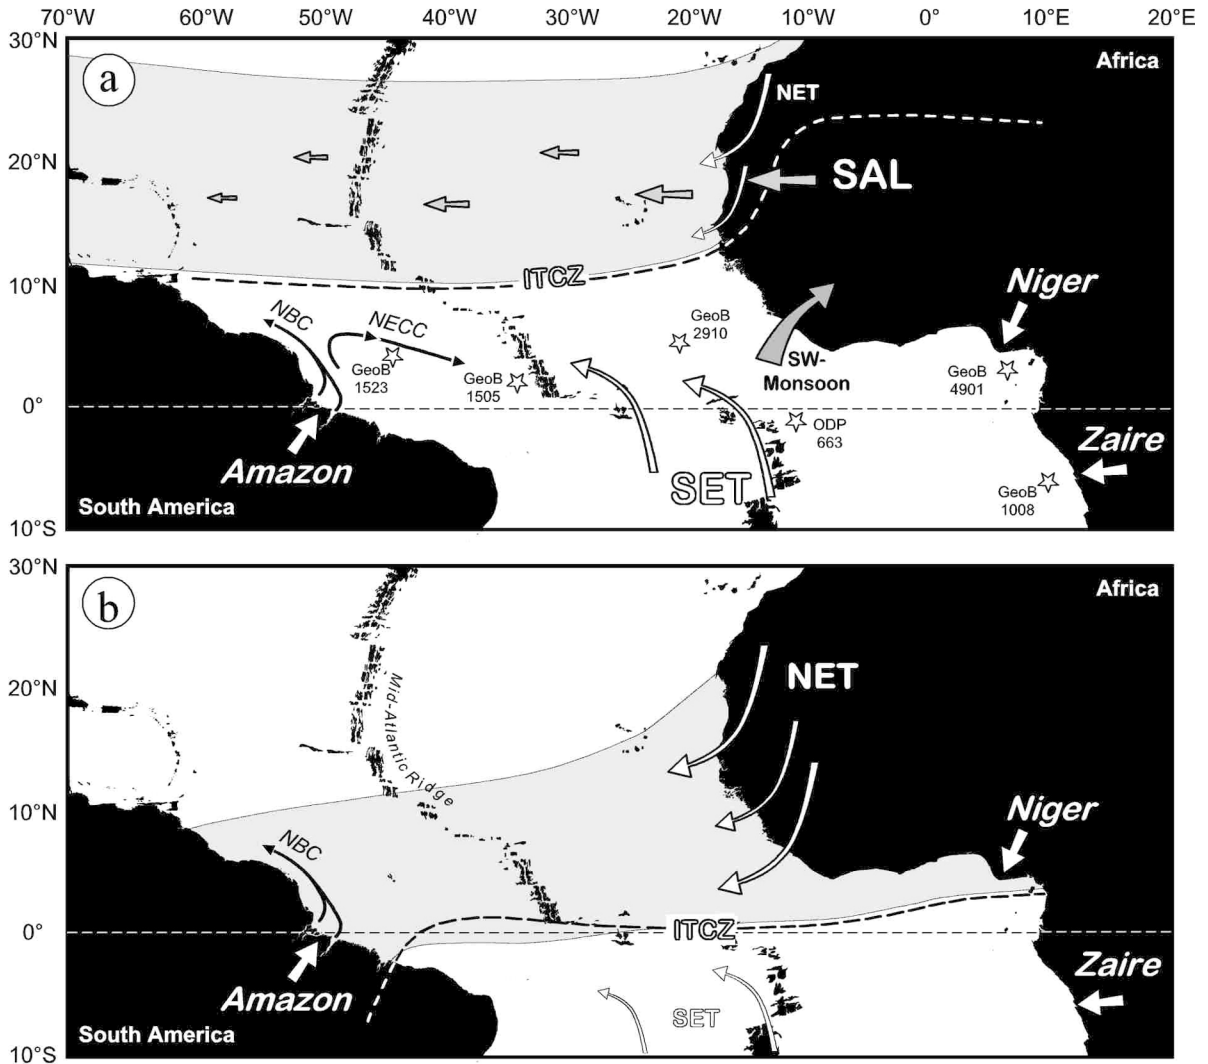 70°W 60°W 50°W 40°W 30°W 20°W 10°W 0° 10°E 20°E
30°N
a
Africa
NET
20°N
SAL
10°N
ITCZ
Niger
NBC
NECC
GeoB
2910
GeoB
1523
GeoB
1505
SW-
Monsoon
GeoB
4901
0°
ODP
663
Zaire
Amazon
SET
GeoB
1008
South America
10°S
30°N
b
Africa
NET
20°N
Mid-Atlantic Ridge
10°N
Niger
NBC
0°
ITCZ
Zaire
Amazon
SET
South America
10°S